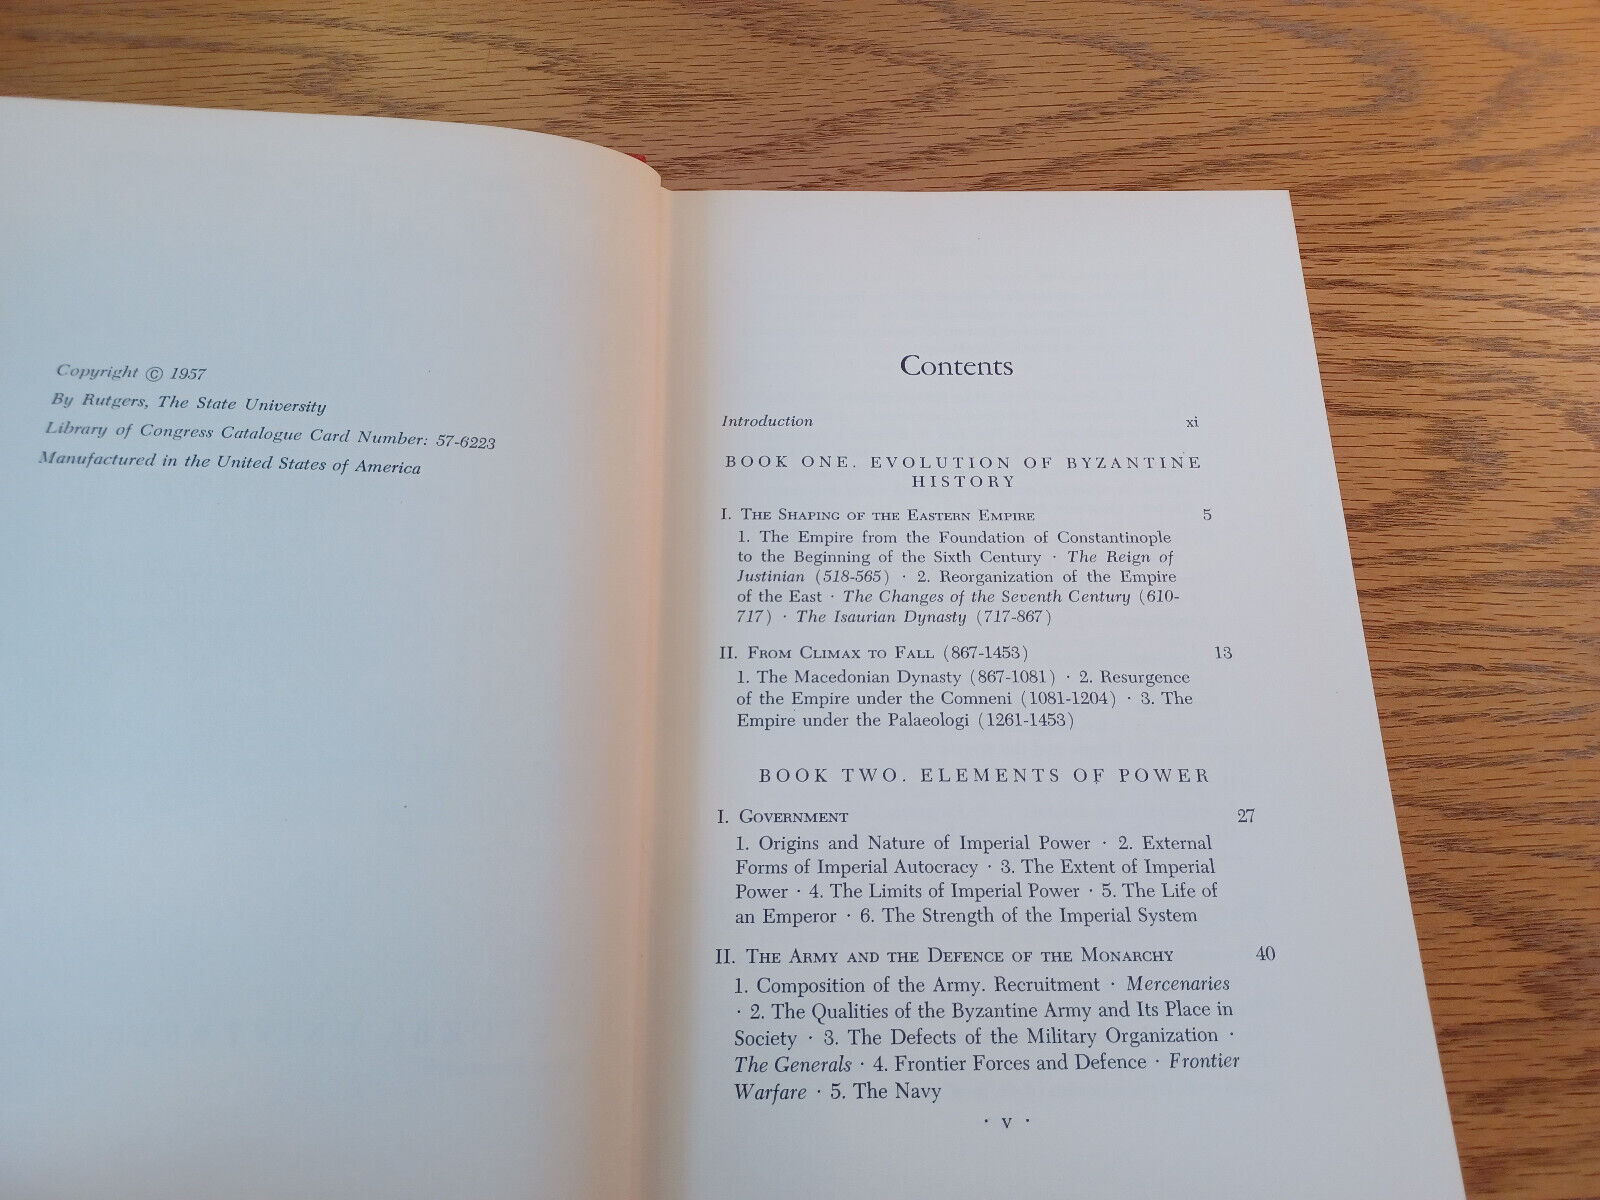 Copyright © 1957
By Rutgers, The State University
Library of Congress Catalogue Card Number: 57-6223
Manufactured in the United States of America
Contents
Introduction xi
BOOK ONE. EVOLUTION OF BYZANTINE
HISTORY
I. The Shaping of the Eastern Empire 5
1. The Empire from the Foundation of Constantinople
to the Beginning of the Sixth Century · The Reign of
Justinian (518-565) · 2. Reorganization of the Empire
of the East · The Changes of the Seventh Century (610-
717) · The Isaurian Dynasty (717-867)
II. From Climax to Fall (867-1453) 13
1. The Macedonian Dynasty (867-1081) · 2. Resurgence
of the Empire under the Comneni (1081-1204) · 3. The
Empire under the Palaeologi (1261-1453)
BOOK TWO. ELEMENTS OF POWER
I. Government 27
1. Origins and Nature of Imperial Power · 2. External
Forms of Imperial Autocracy · 3. The Extent of Imperial
Power · 4. The Limits of Imperial Power · 5. The Life of
an Emperor · 6. The Strength of the Imperial System
II. The Army and the Defence of the Monarchy 40
1. Composition of the Army. Recruitment · Mercenaries
· 2. The Qualities of the Byzantine Army and Its Place in
Society · 3. The Defects of the Military Organization ·
The Generals · 4. Frontier Forces and Defence · Frontier
Warfare · 5. The Navy
· v ·